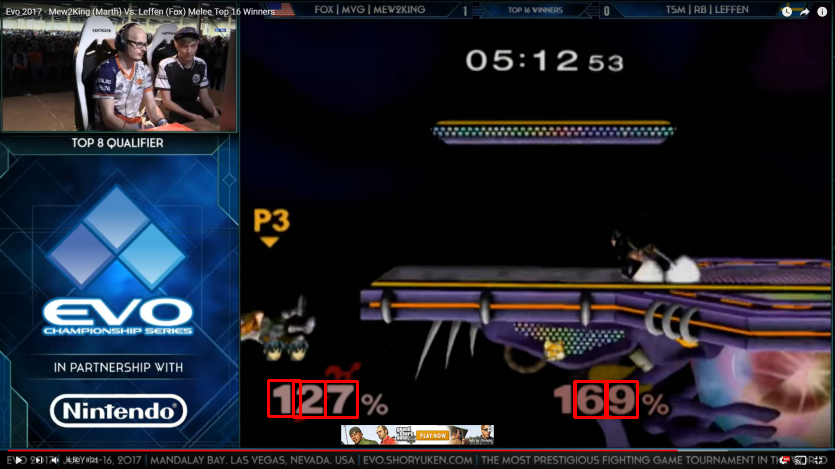 Evo 2017 - Mew2King (Marth) Vs. Leffen (Fox) Melee Top 16 Winners
FOX | MVG | MEW2KING 1 TOP 16 WINNERS 0 TSM | RB | LEFFEN
05:12 53
TOP 8 QUALIFIER
P3
EVO
CHAMPIONSHIP SERIES
IN PARTNERSHIP WITH
Nintendo
127% 169%
PLAY NOW
MANDALAY BAY, LAS VEGAS, NEVADA, USA | EVO.SHORYUKEN.COM | THE MOST PRESTIGIOUS FIGHTING GAME TOURNAMENT IN THE